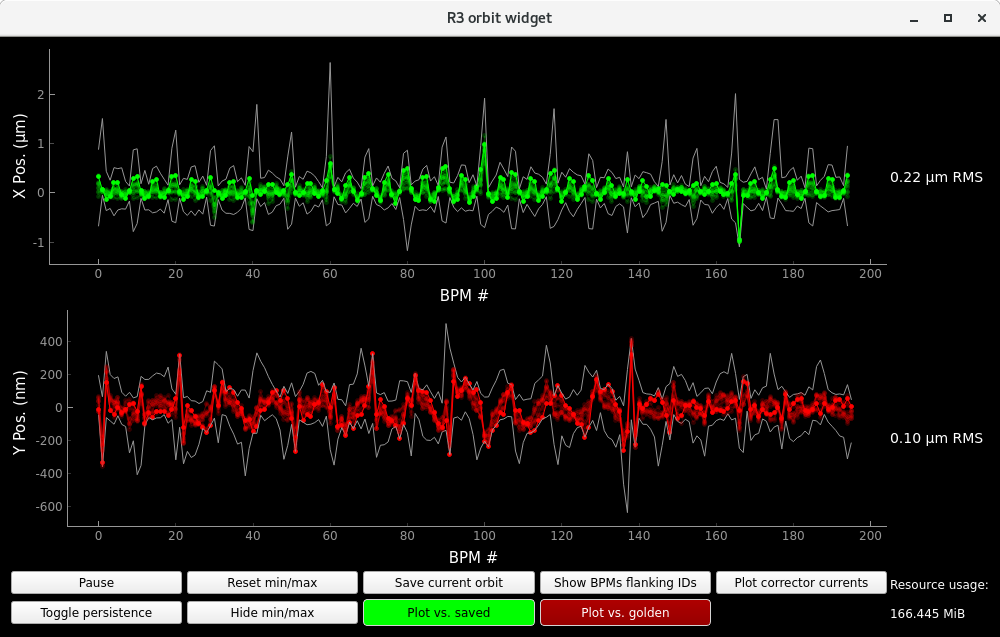 R3 orbit widget
X Pos. (µm)
2
1
0
-1
0 20 40 60 80 100 120 140 160 180 200
BPM #
0.22 µm RMS
Y Pos. (nm)
400
200
0
-200
-400
-600
0 20 40 60 80 100 120 140 160 180 200
BPM #
0.10 µm RMS
Pause Reset min/max Save current orbit Show BPMs flanking IDs Plot corrector currents Resource usage:
Toggle persistence Hide min/max Plot vs. saved Plot vs. golden 166.445 MiB